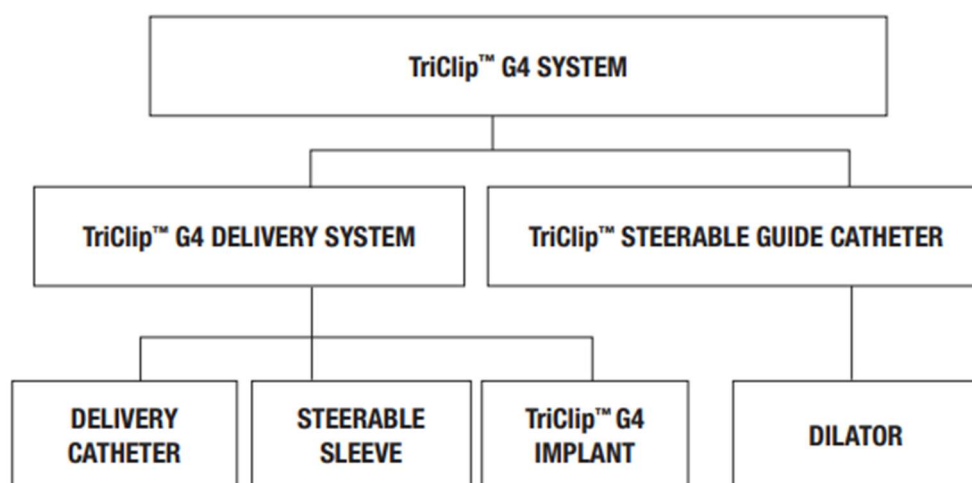 TriClip™ G4 SYSTEM
TriClip™ G4 DELIVERY SYSTEM
TriClip™ STEERABLE GUIDE CATHETER
DELIVERY
CATHETER
STEERABLE
SLEEVE
TriClip™ G4
IMPLANT
DILATOR